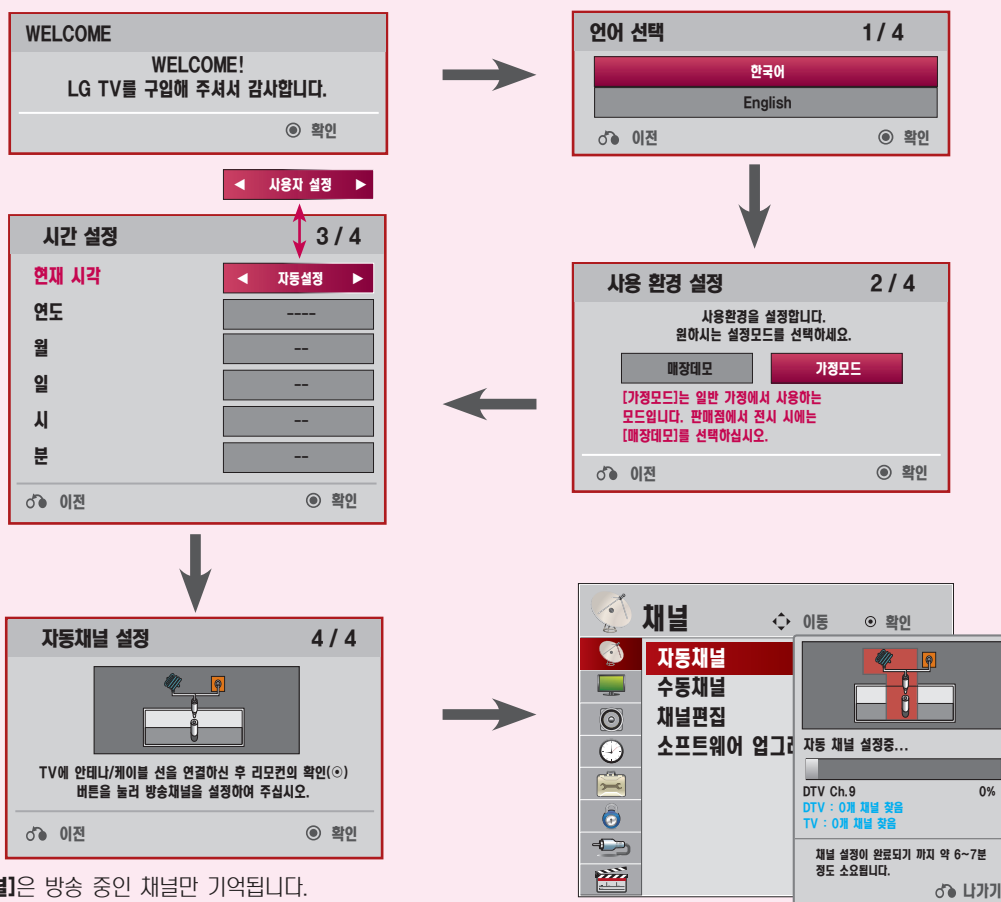 WELCOME
WELCOME!
LG TV를 구입해 주셔서 감사합니다.
◉ 확인
언어 선택 1 / 4
한국어
English
이전 ◉ 확인
사용 환경 설정 2 / 4
사용환경을 설정합니다.
원하시는 설정모드를 선택하세요.
매장데모 가정모드
[가정모드]는 일반 가정에서 사용하는
모드입니다. 판매점에서 전시 시에는
[매장데모]를 선택하십시오.
이전 ◉ 확인
◀ 사용자 설정 ▶
시간 설정 3 / 4
현재 시각 ◀ 자동설정 ▶
연도 ----
월 --
일 --
시 --
분 --
이전 ◉ 확인
자동채널 설정 4 / 4
TV에 안테나/케이블 선을 연결하신 후 리모컨의 확인(◉)
버튼을 눌러 방송채널을 설정하여 주십시오.
이전 ◉ 확인
채널 이동 ◉ 확인
자동채널
수동채널
채널편집
소프트웨어 업그
자동 채널 설정중...
DTV Ch.9 0%
DTV : 0개 채널 찾음
TV : 0개 채널 찾음
채널 설정이 완료되기 까지 약 6~7분
정도 소요됩니다.
나가기
]은 방송 중인 채널만 기억됩니다.